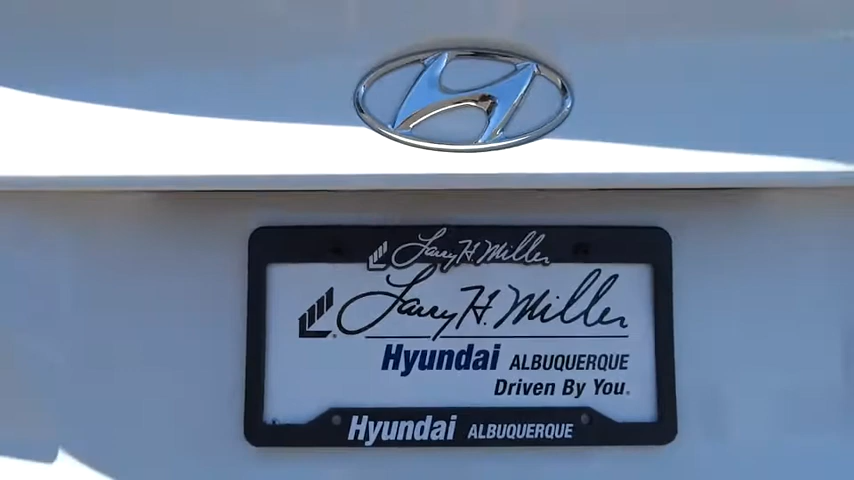 Larry H. Miller
Larry H. Miller
Hyundai ALBUQUERQUE
Driven By You.
Hyundai ALBUQUERQUE